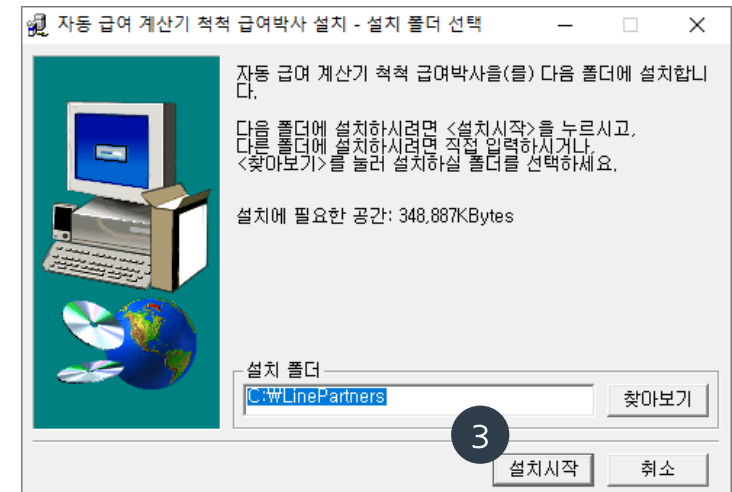 자동 급여 계산기 척척 급여박사 설치 - 설치 폴더 선택
자동 급여 계산기 척척 급여박사을(를) 다음 폴더에 설치합니
다.
다음 폴더에 설치하시려면 <설치시작>을 누르시고,
다른 폴더에 설치하시려면 직접 입력하시거나,
<찾아보기>를 눌러 설치하실 폴더를 선택하세요.
설치에 필요한 공간: 348,887KBytes
설치 폴더
C:₩LinePartners
찾아보기
3
설치시작
취소